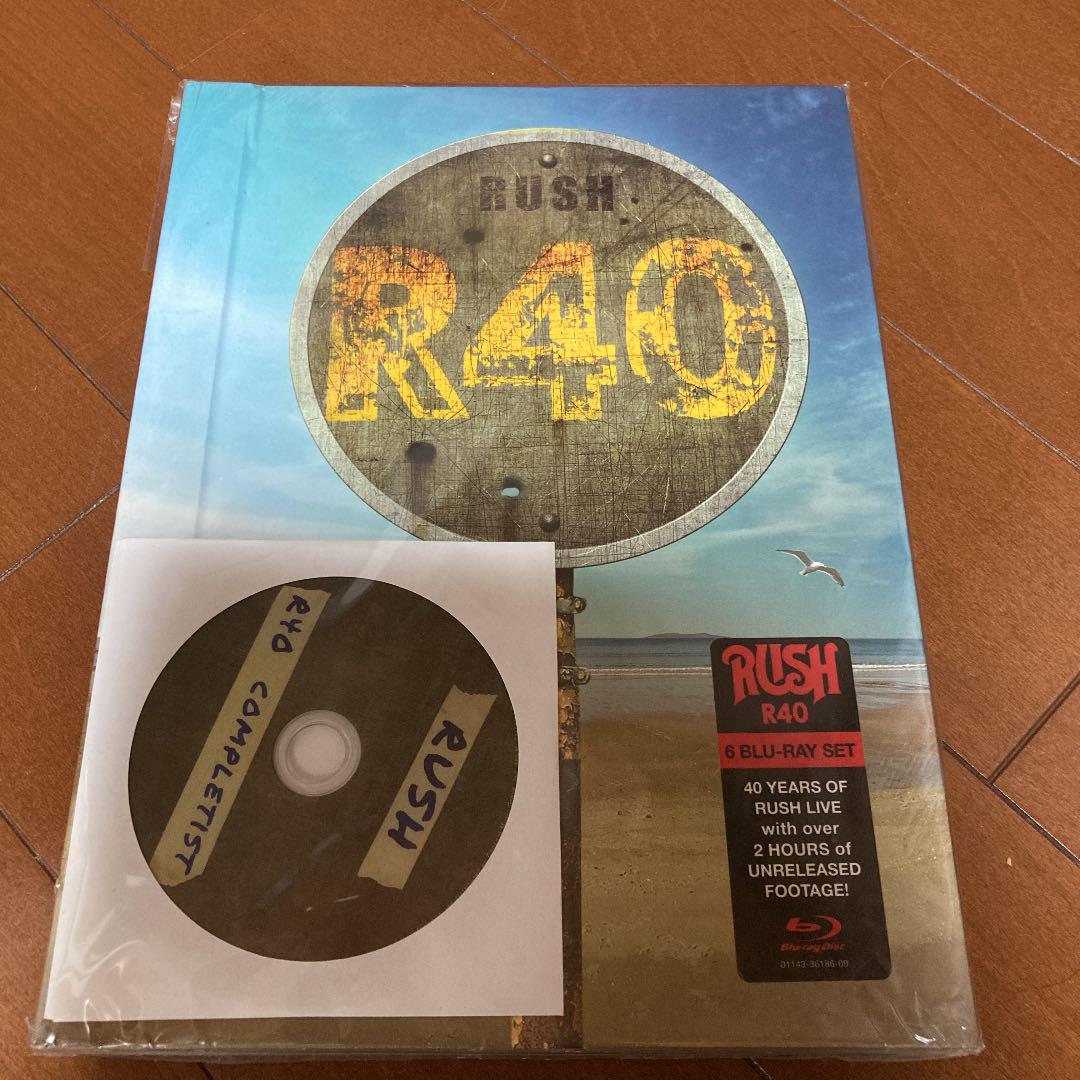 RUSH
R40
R40 COMPLETIST
RUSH
RUSH
R40
6 BLU-RAY SET
40 YEARS OF
RUSH LIVE
with over
2 HOURS of
UNRELEASED
FOOTAGE!
Blu-ray Disc
01143-36186-09